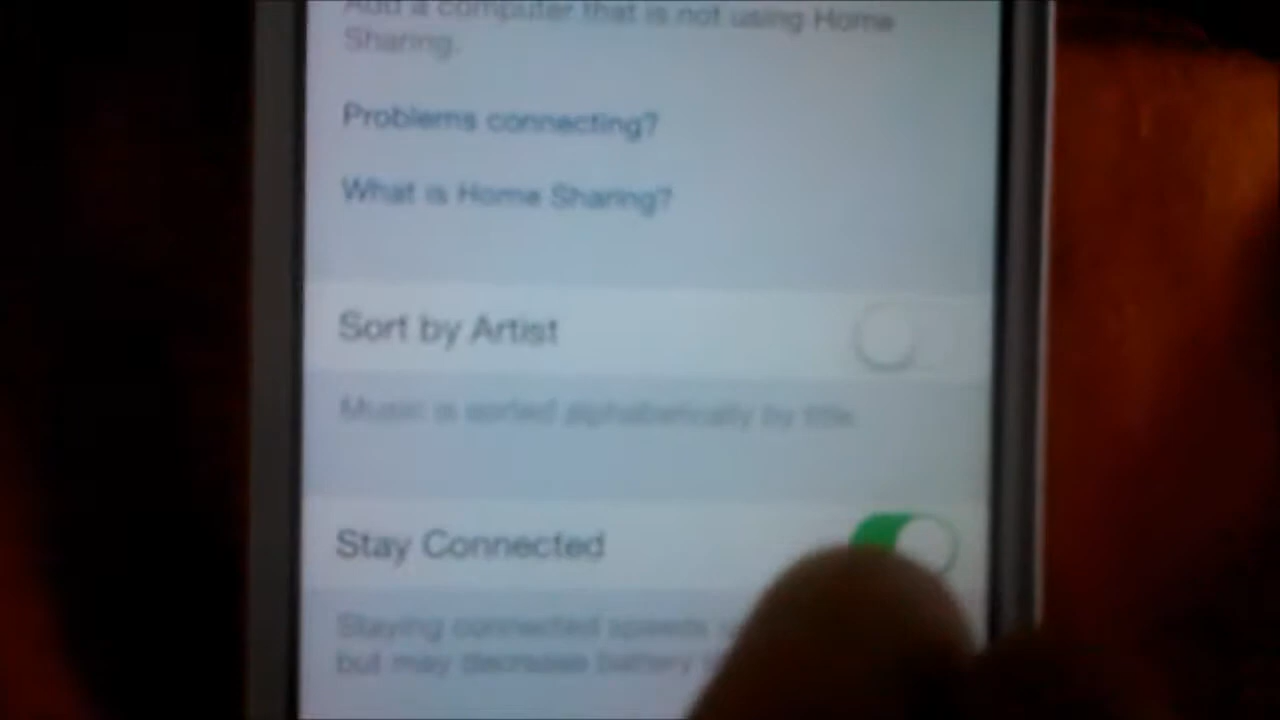 Add a computer that is not using Home
Sharing.
Problems connecting?
What is Home Sharing?
Sort by Artist
Music is sorted alphabetically by title.
Stay Connected
Staying connected speeds
but may decrease battery